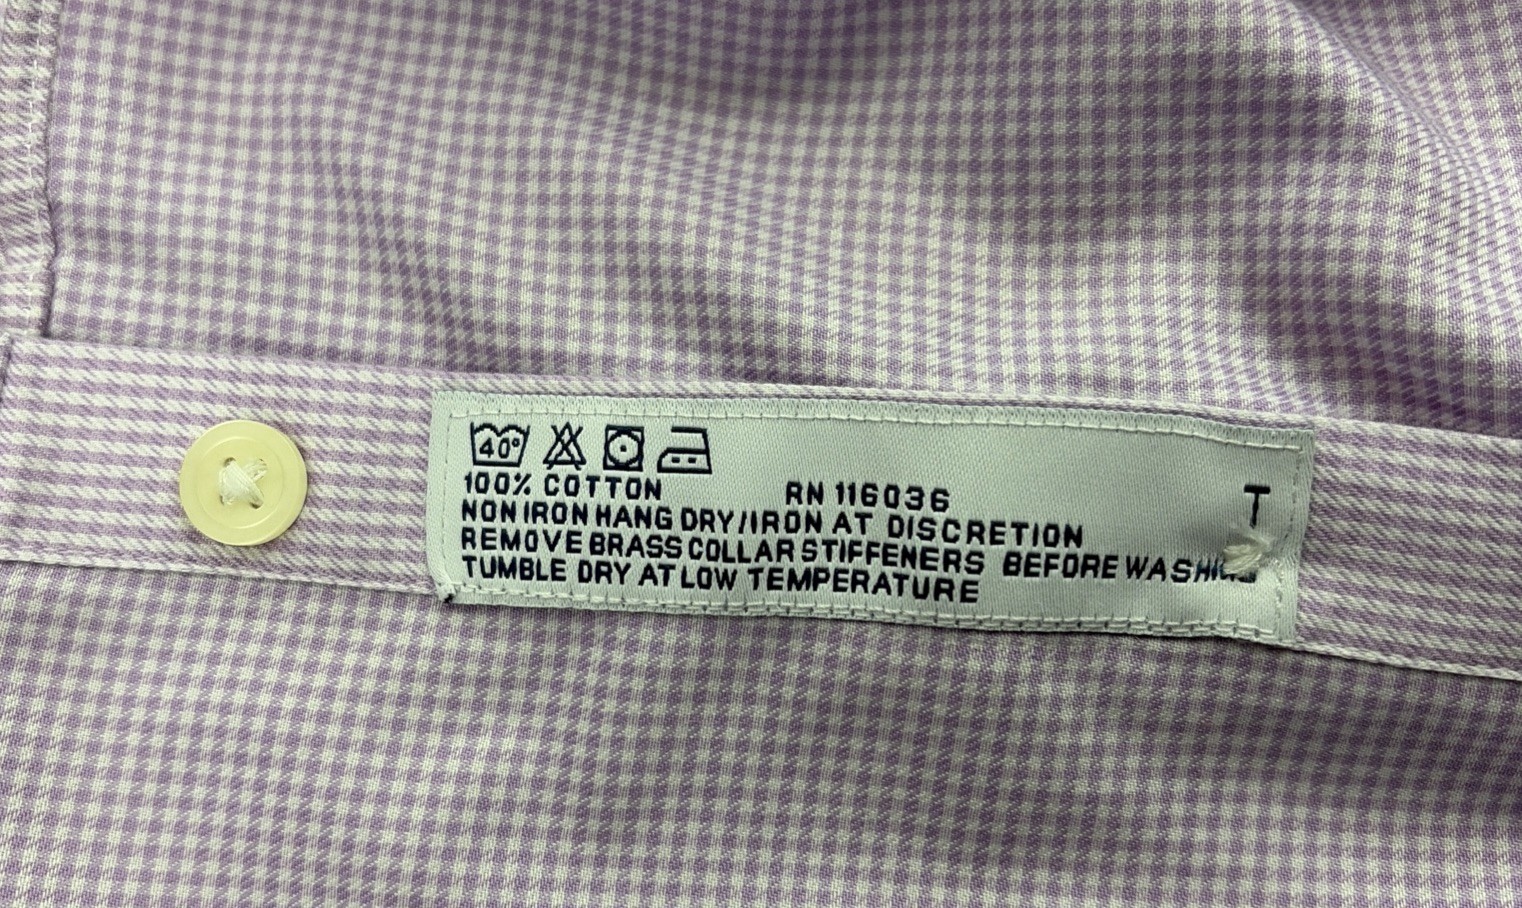 40°
100% COTTON RN 116036 T
NON IRON HANG DRY/IRON AT DISCRETION
REMOVE BRASS COLLAR STIFFENERS BEFORE WASHING
TUMBLE DRY AT LOW TEMPERATURE